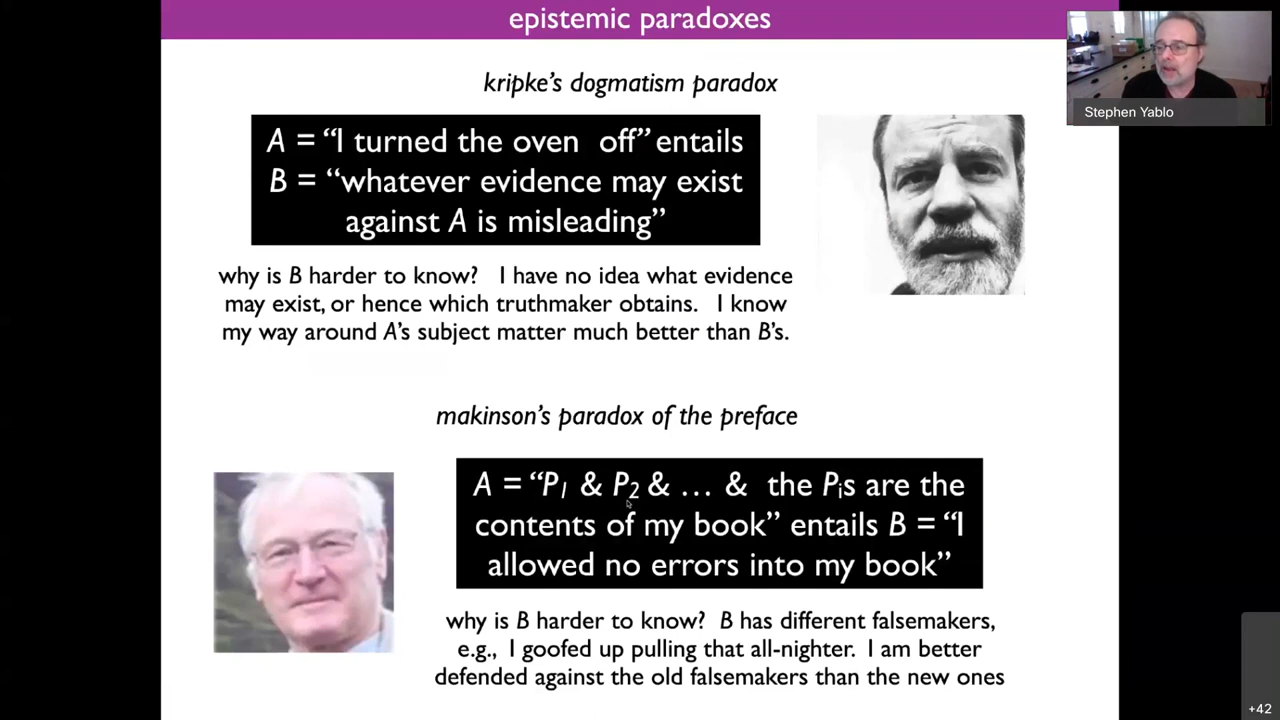 epistemic paradoxes
Stephen Yablo
kripke's dogmatism paradox
A = "I turned the oven off" entails
B = "whatever evidence may exist
against A is misleading"
why is B harder to know? I have no idea what evidence
may exist, or hence which truthmaker obtains. I know
my way around A's subject matter much better than B's.
makinson's paradox of the preface
A = "P1 & P2 & … & the Pis are the
contents of my book" entails B = "I
allowed no errors into my book"
why is B harder to know? B has different falsemakers,
e.g., I goofed up pulling that all-nighter. I am better
defended against the old falsemakers than the new ones
+42